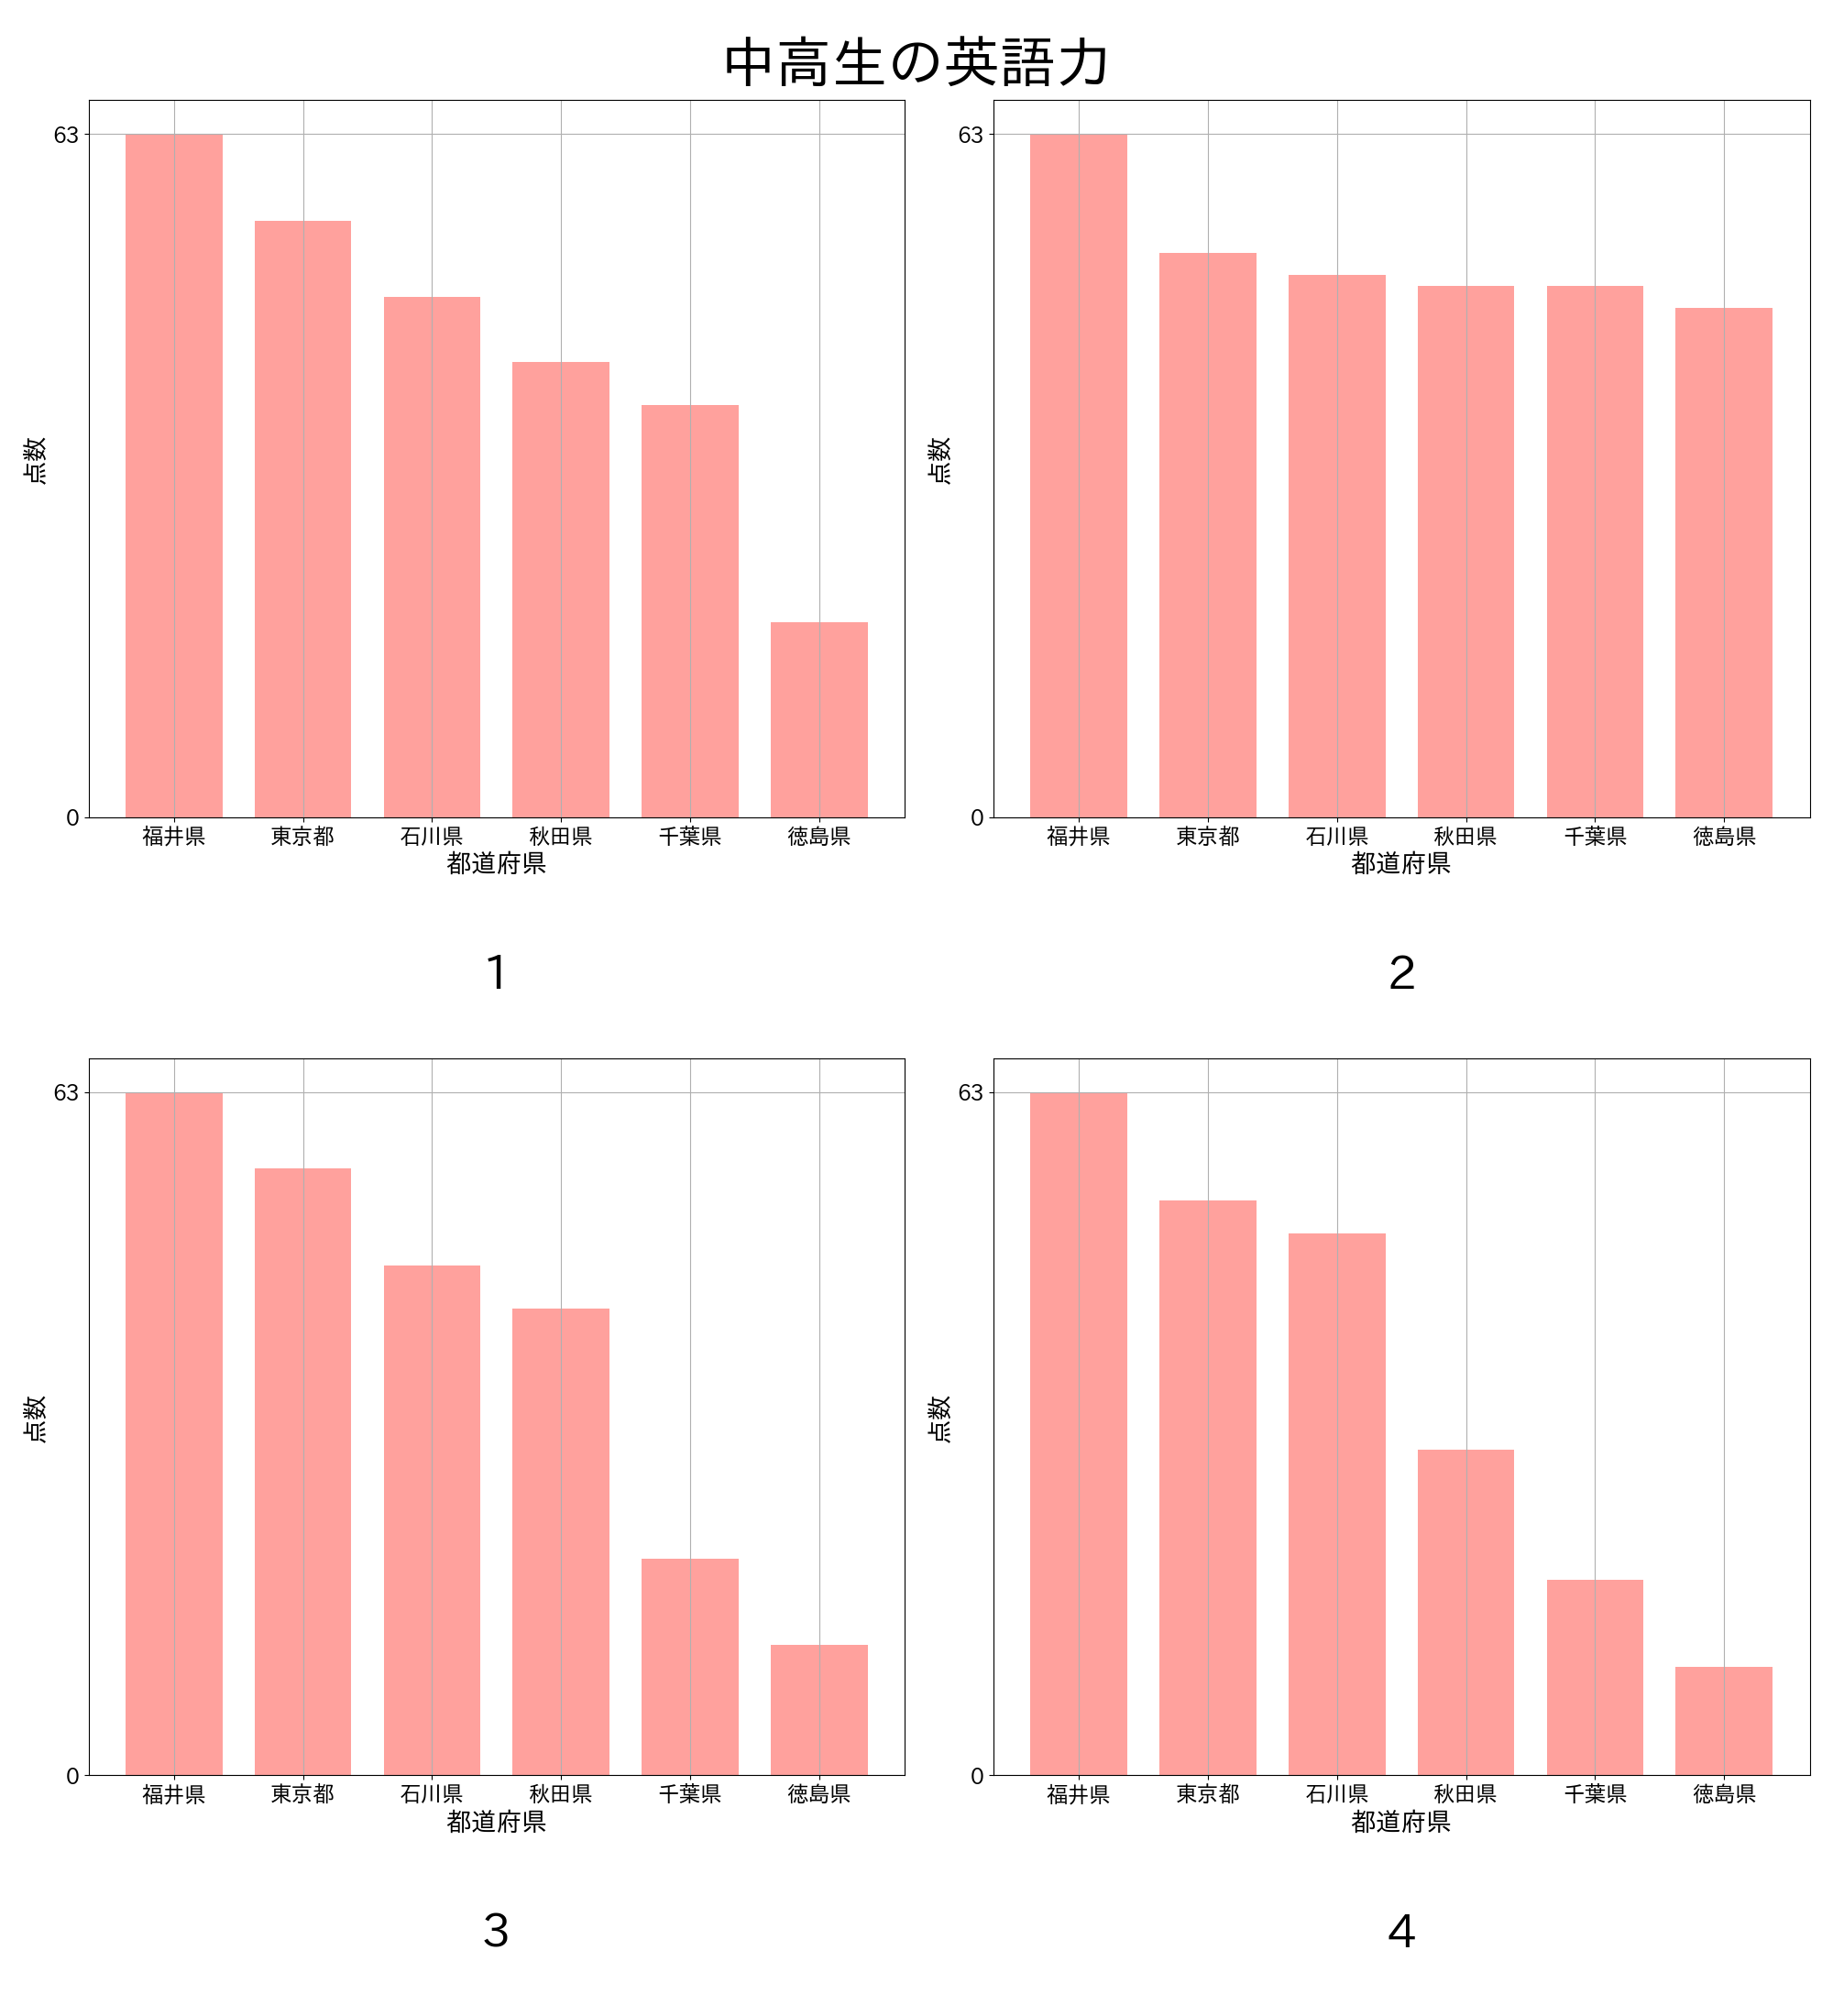 中高生の英語力
63
点数
0
福井県 東京都 石川県 秋田県 千葉県 徳島県
都道府県
1
63
点数
0
福井県 東京都 石川県 秋田県 千葉県 徳島県
都道府県
2
63
点数
0
福井県 東京都 石川県 秋田県 千葉県 徳島県
都道府県
3
63
点数
0
福井県 東京都 石川県 秋田県 千葉県 徳島県
都道府県
4